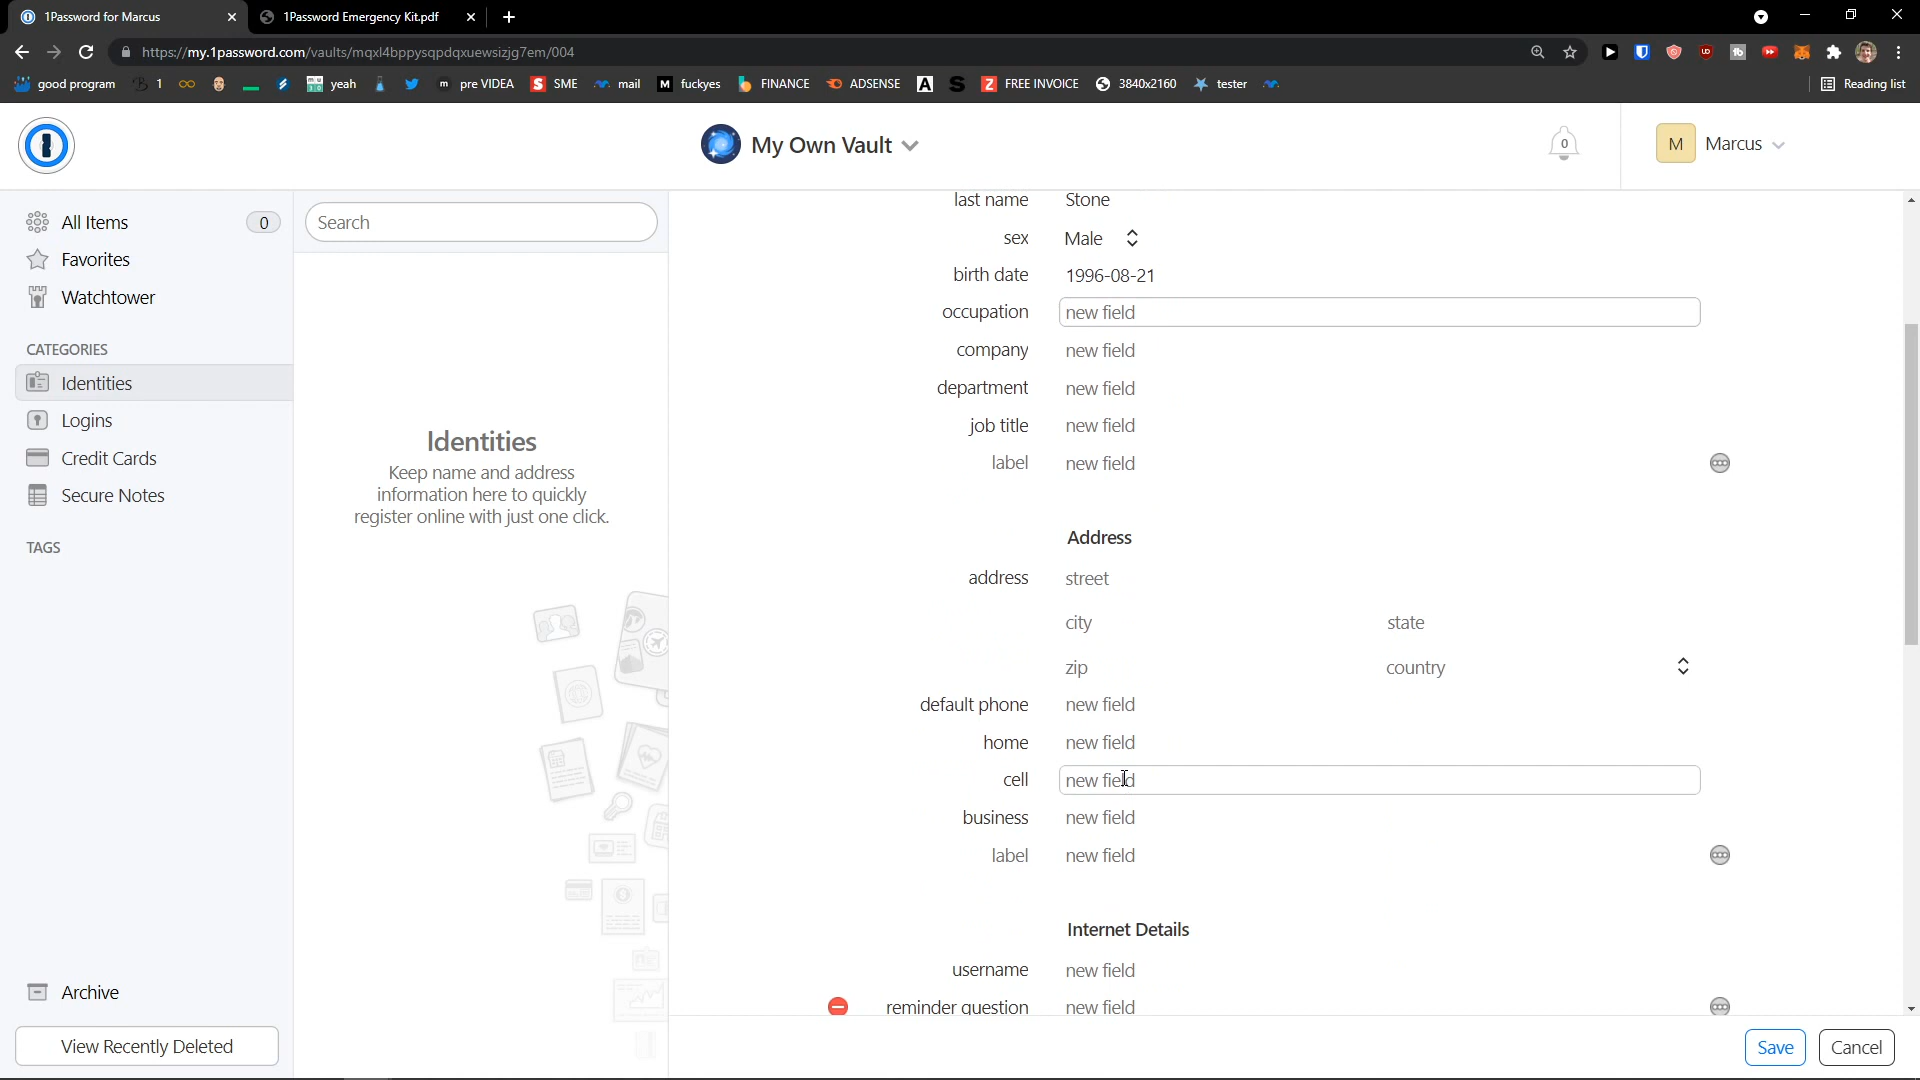 1Password for Marcus
1Password Emergency Kit.pdf
https://my.1password.com/vaults/mqxl4bppysqpdqxuewsizjg7em/004
good program
1
yeah
pre VIDEA
SME
mail
fuckyes
FINANCE
ADSENSE
FREE INVOICE
3840x2160
tester
Reading list
My Own Vault
0
M
Marcus
All Items
0
Favorites
Watchtower
CATEGORIES
Identities
Logins
Credit Cards
Secure Notes
TAGS
Archive
View Recently Deleted
Search
Identities
Keep name and address
information here to quickly
register online with just one click.
last name Stone
sex Male
birth date 1996-08-21
occupation new field
company new field
department new field
job title new field
label new field
Address
address street
city state
zip country
default phone new field
home new field
cell new field
business new field
label new field
Internet Details
username new field
reminder question new field
Save
Cancel